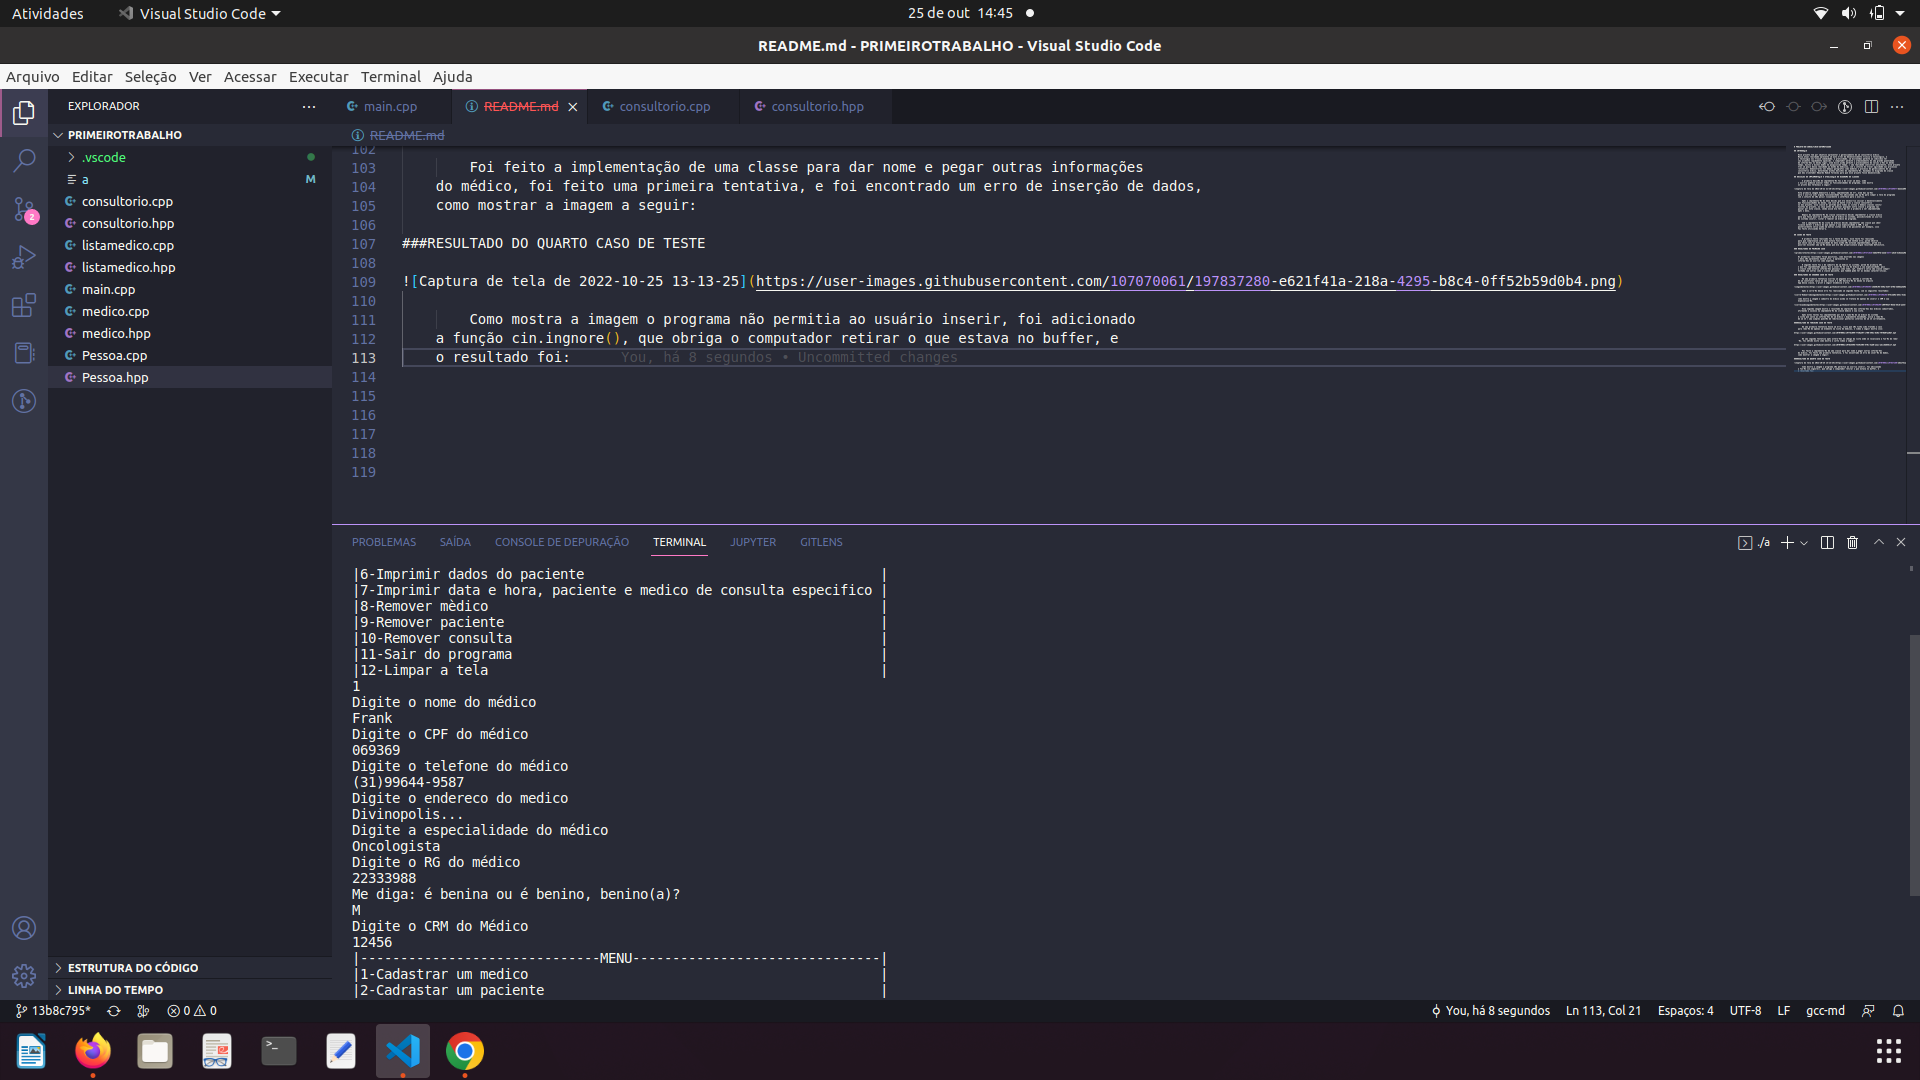 Atividades
Visual Studio Code
25 de out 14:45
README.md - PRIMEIROTRABALHO - Visual Studio Code
Arquivo Editar Seleção Ver Acessar Executar Terminal Ajuda
EXPLORADOR
main.cpp
README.md
consultorio.cpp
consultorio.hpp
PRIMEIROTRABALHO
.vscode
a M
consultorio.cpp
consultorio.hpp
listamedico.cpp
listamedico.hpp
main.cpp
medico.cpp
medico.hpp
Pessoa.cpp
Pessoa.hpp
2
ESTRUTURA DO CÓDIGO
LINHA DO TEMPO
README.md
102
103 Foi feito a implementação de uma classe para dar nome e pegar outras informações
104 do médico, foi feito uma primeira tentativa, e foi encontrado um erro de inserção de dados,
105 como mostrar a imagem a seguir:
106
107 ###RESULTADO DO QUARTO CASO DE TESTE
108
109 ![Captura de tela de 2022-10-25 13-13-25](https://user-images.githubusercontent.com/107070061/197837280-e621f41a-218a-4295-b8c4-0ff52b59d0b4.png)
110
111 Como mostra a imagem o programa não permitia ao usuário inserir, foi adicionado
112 a função cin.ingnore(), que obriga o computador retirar o que estava no buffer, e
113 o resultado foi: You, há 8 segundos • Uncommitted changes
114
115
116
117
118
119
PROBLEMAS SAÍDA CONSOLE DE DEPURAÇÃO TERMINAL JUPYTER GITLENS
./a
|6-Imprimir dados do paciente |
|7-Imprimir data e hora, paciente e medico de consulta especifico |
|8-Remover mèdico |
|9-Remover paciente |
|10-Remover consulta |
|11-Sair do programa |
|12-Limpar a tela |
1
Digite o nome do médico
Frank
Digite o CPF do médico
069369
Digite o telefone do médico
(31)99644-9587
Digite o endereco do medico
Divinopolis...
Digite a especialidade do médico
Oncologista
Digite o RG do médico
22333988
Me diga: é benina ou é benino, benino(a)?
M
Digite o CRM do Médico
12456
|------------------------------MENU-------------------------------|
|1-Cadastrar um medico |
|2-Cadrastar um paciente |
13b8c795*
0 0
You, há 8 segundos
Ln 113, Col 21
Espaços: 4
UTF-8
LF
gcc-md